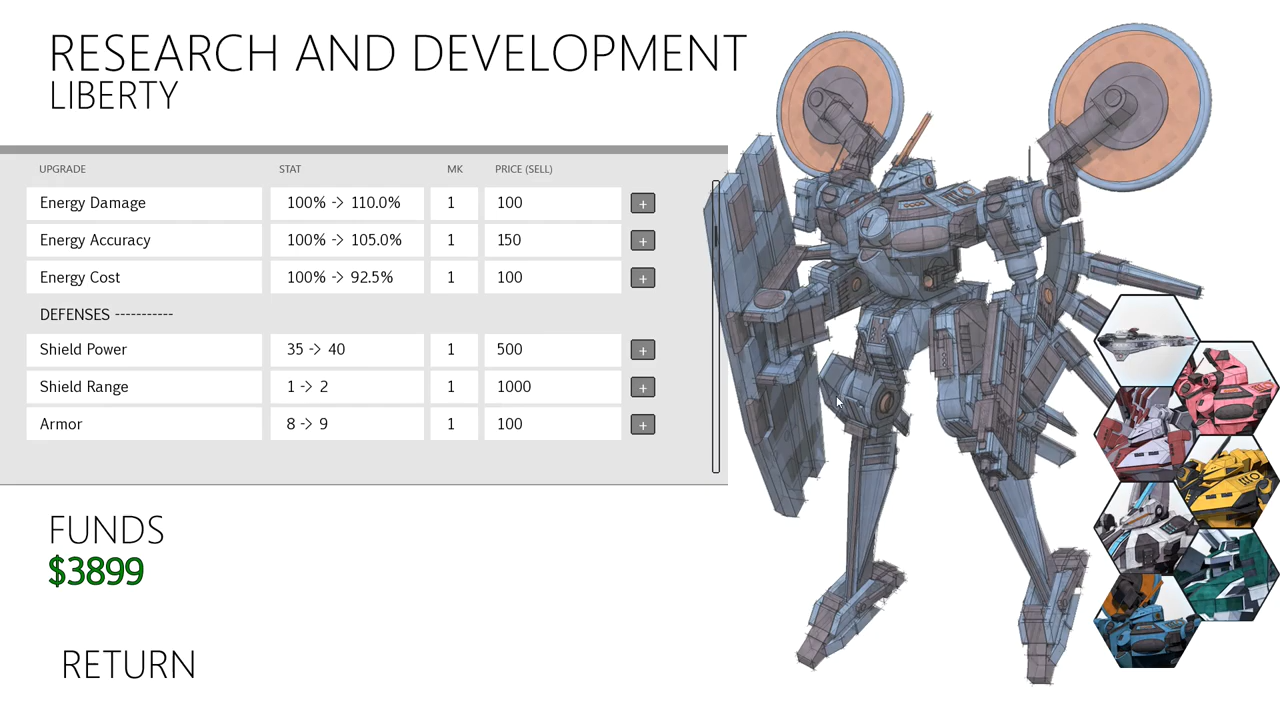 RESEARCH AND DEVELOPMENT
LIBERTY
UPGRADE STAT MK PRICE (SELL)
Energy Damage 100% -> 110.0% 1 100 +
Energy Accuracy 100% -> 105.0% 1 150 +
Energy Cost 100% -> 92.5% 1 100 +
DEFENSES -----------
Shield Power 35 -> 40 1 500 +
Shield Range 1 -> 2 1 1000 +
Armor 8 -> 9 1 100 +
FUNDS
$3899
RETURN